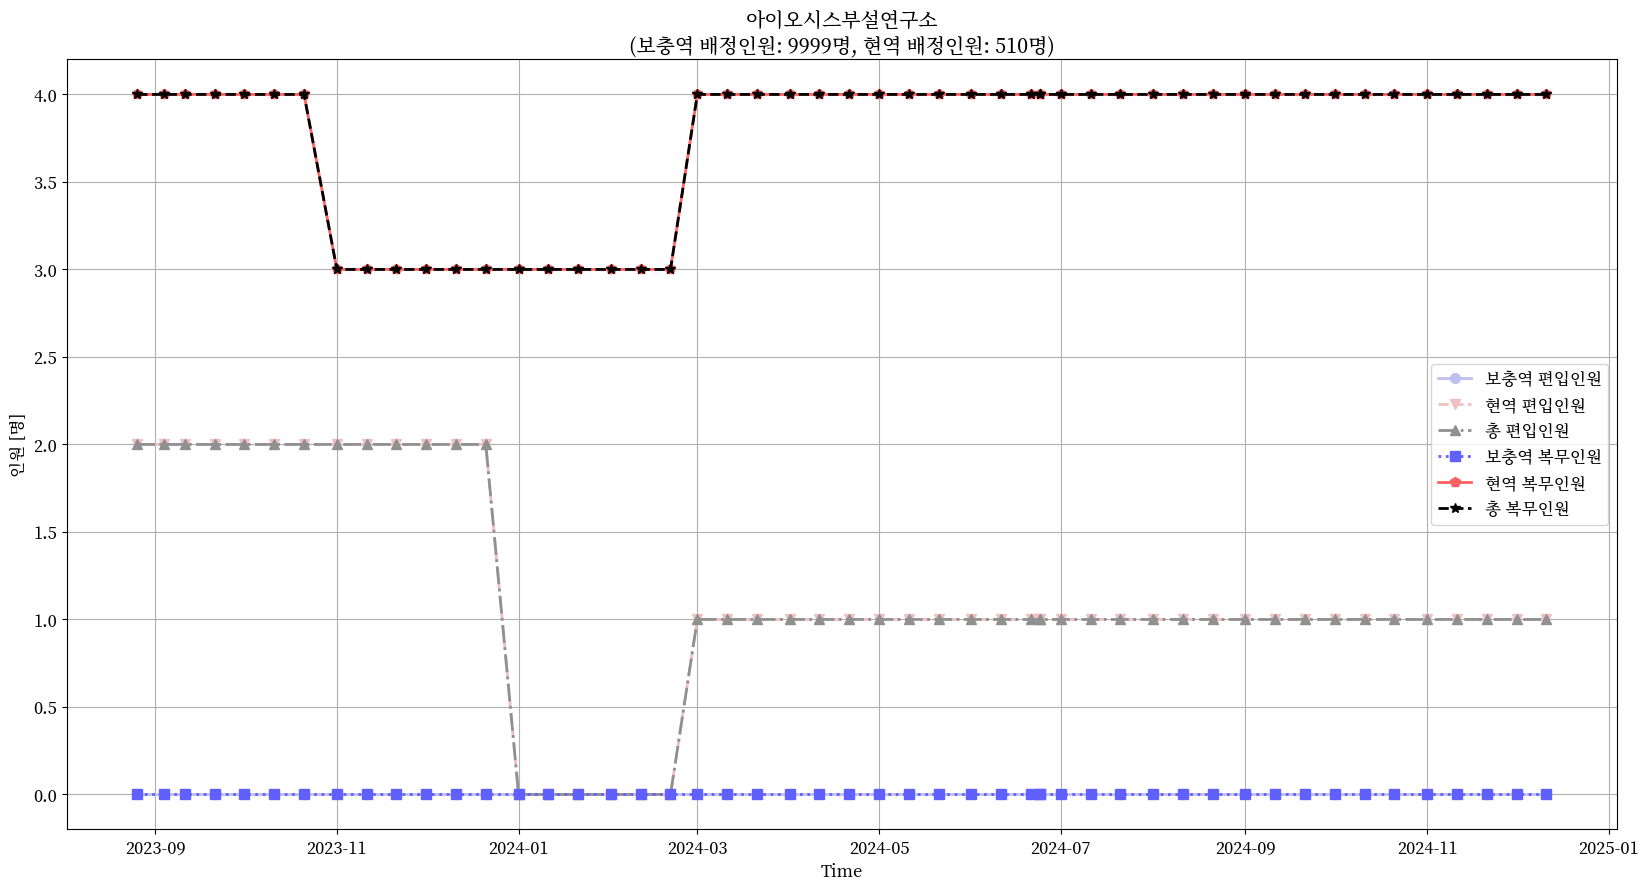 아이오시스부설연구소
(보충역 배정인원: 9999명, 현역 배정인원: 510명)
4.0
3.5
3.0
2.5
2.0
1.5
1.0
0.5
0.0
인원 [명]
보충역 편입인원
현역 편입인원
총 편입인원
보충역 복무인원
현역 복무인원
총 복무인원
2023-09
2023-11
2024-01
2024-03
2024-05
2024-07
2024-09
2024-11
2025-01
Time